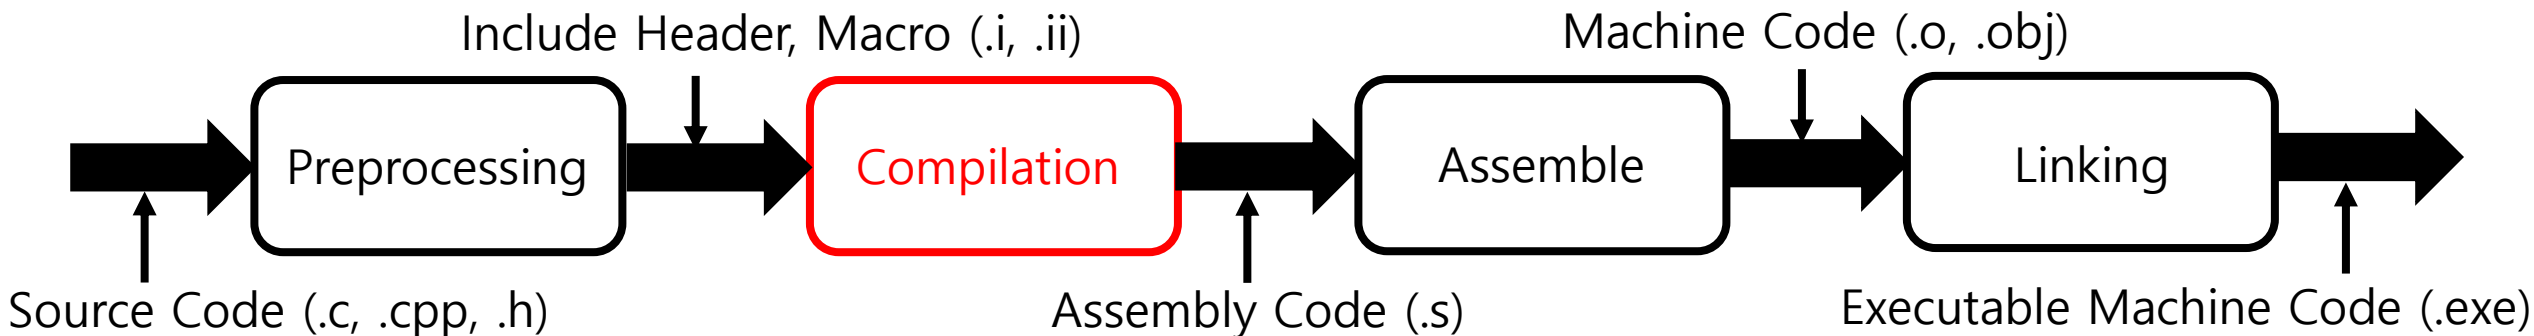 Include Header, Macro (.i, .ii)
Machine Code (.o, .obj)
Preprocessing
Compilation
Assemble
Linking
Source Code (.c, .cpp, .h)
Assembly Code (.s)
Executable Machine Code (.exe)